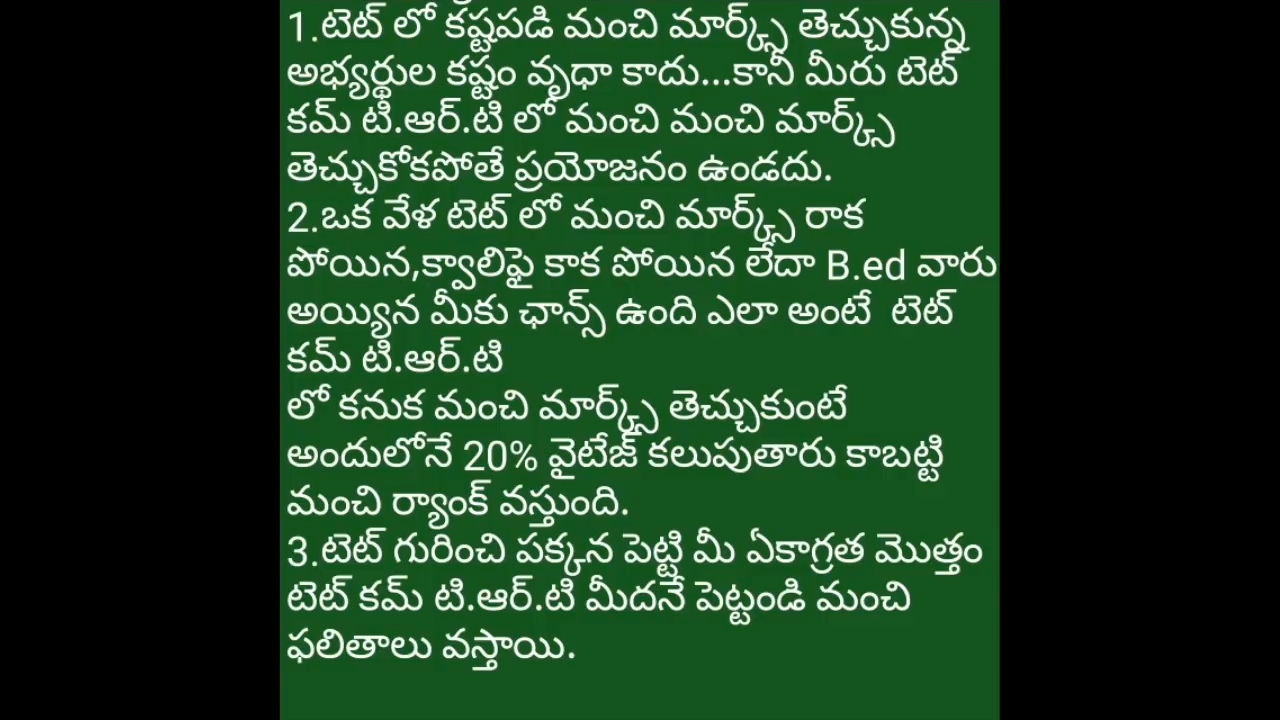 1.టెట్ లో కష్టపడి మంచి మార్క్స్ తెచ్చుకున్న
అభ్యర్థుల కష్టం వృధా కాదు...కానీ మీరు టెట్
కమ్ టి.ఆర్.టి లో మంచి మంచి మార్క్స్
తెచ్చుకోకపోతే ప్రయోజనం ఉండదు.
2.ఒక వేళ టెట్ లో మంచి మార్క్స్ రాక
పోయిన,క్వాలిఫై కాక పోయిన లేదా B.ed వారు
అయ్యిన మీకు ఛాన్స్ ఉంది ఎలా అంటే టెట్
కమ్ టి.ఆర్.టి
లో కనుక మంచి మార్క్స్ తెచ్చుకుంటే
అందులోనే 20% వైటేజ్ కలుపుతారు కాబట్టి
మంచి ర్యాంక్ వస్తుంది.
3.టెట్ గురించి పక్కన పెట్టి మీ ఏకాగ్రత మొత్తం
టెట్ కమ్ టి.ఆర్.టి మీదనే పెట్టండి మంచి
ఫలితాలు వస్తాయి.